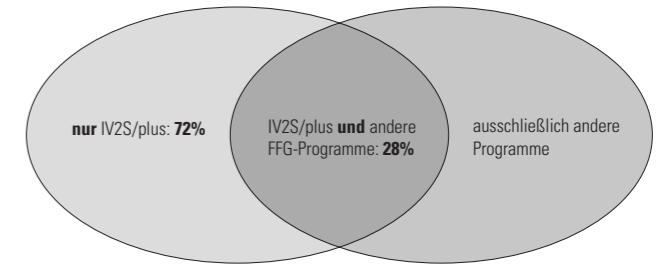 nur IV2S/plus: 72%
IV2S/plus und andere
FFG-Programme: 28%
ausschließlich andere
Programme